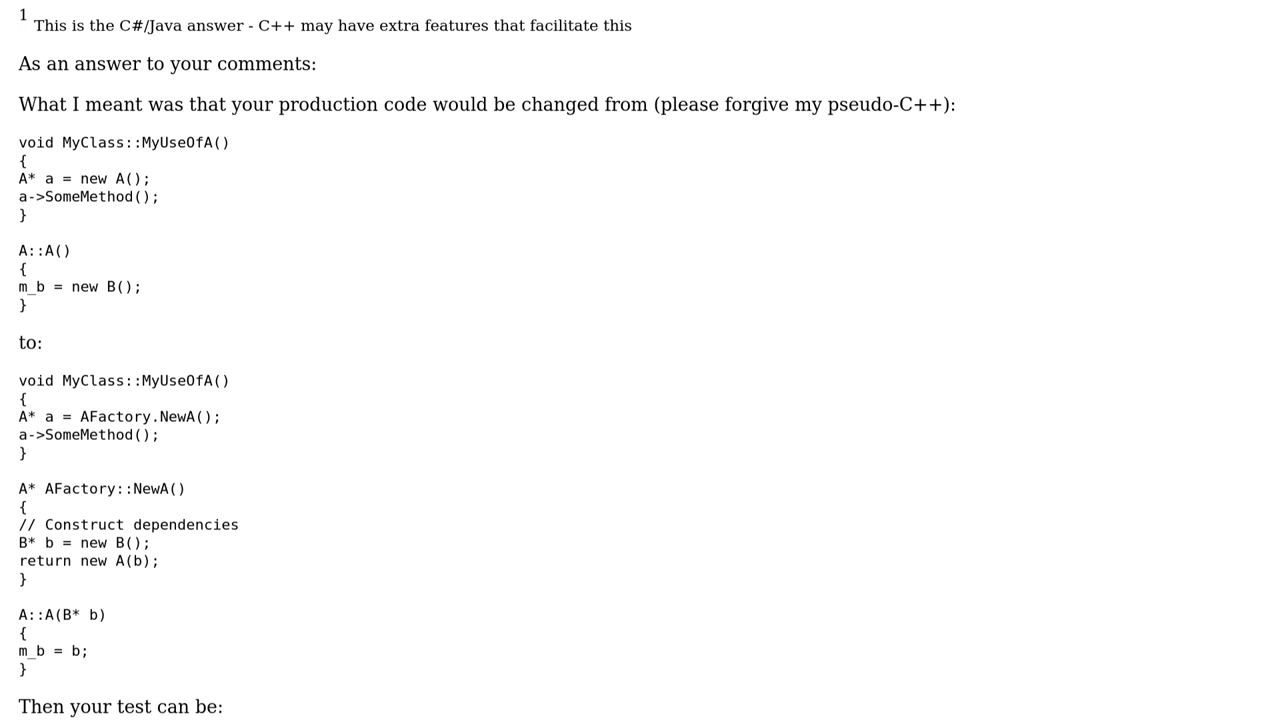 1 This is the C#/Java answer - C++ may have extra features that facilitate this
As an answer to your comments:
What I meant was that your production code would be changed from (please forgive my pseudo-C++):
void MyClass::MyUseOfA()
{
A* a = new A();
a->SomeMethod();
}
A::A()
{
m_b = new B();
}
to:
void MyClass::MyUseOfA()
{
A* a = AFactory.NewA();
a->SomeMethod();
}
A* AFactory::NewA()
{
// Construct dependencies
B* b = new B();
return new A(b);
}
A::A(B* b)
{
m_b = b;
}
Then your test can be: